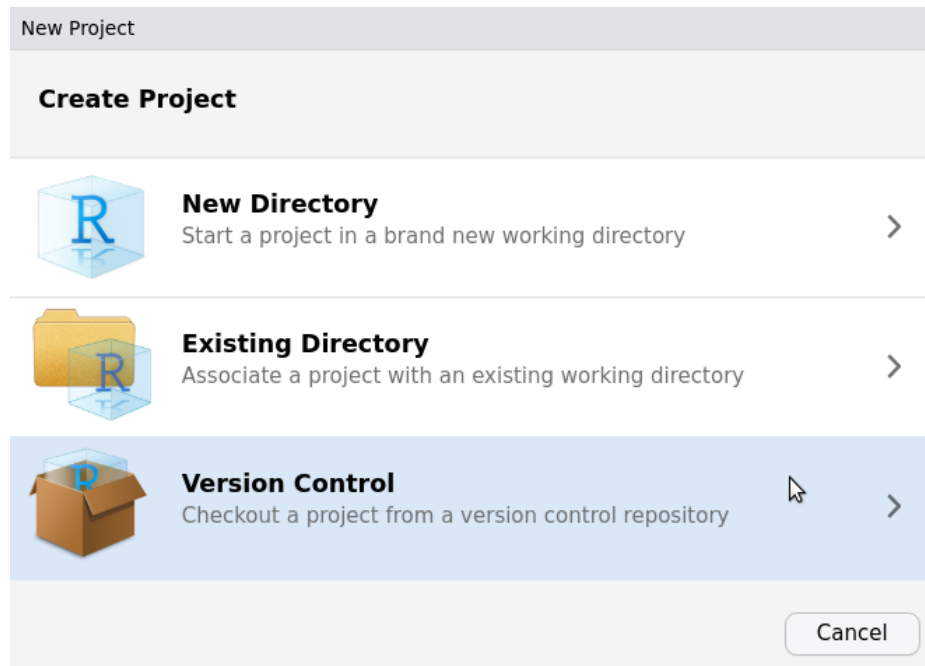 New Project
Create Project
R
New Directory
Start a project in a brand new working directory
R
Existing Directory
Associate a project with an existing working directory
R
Version Control
Checkout a project from a version control repository
Cancel